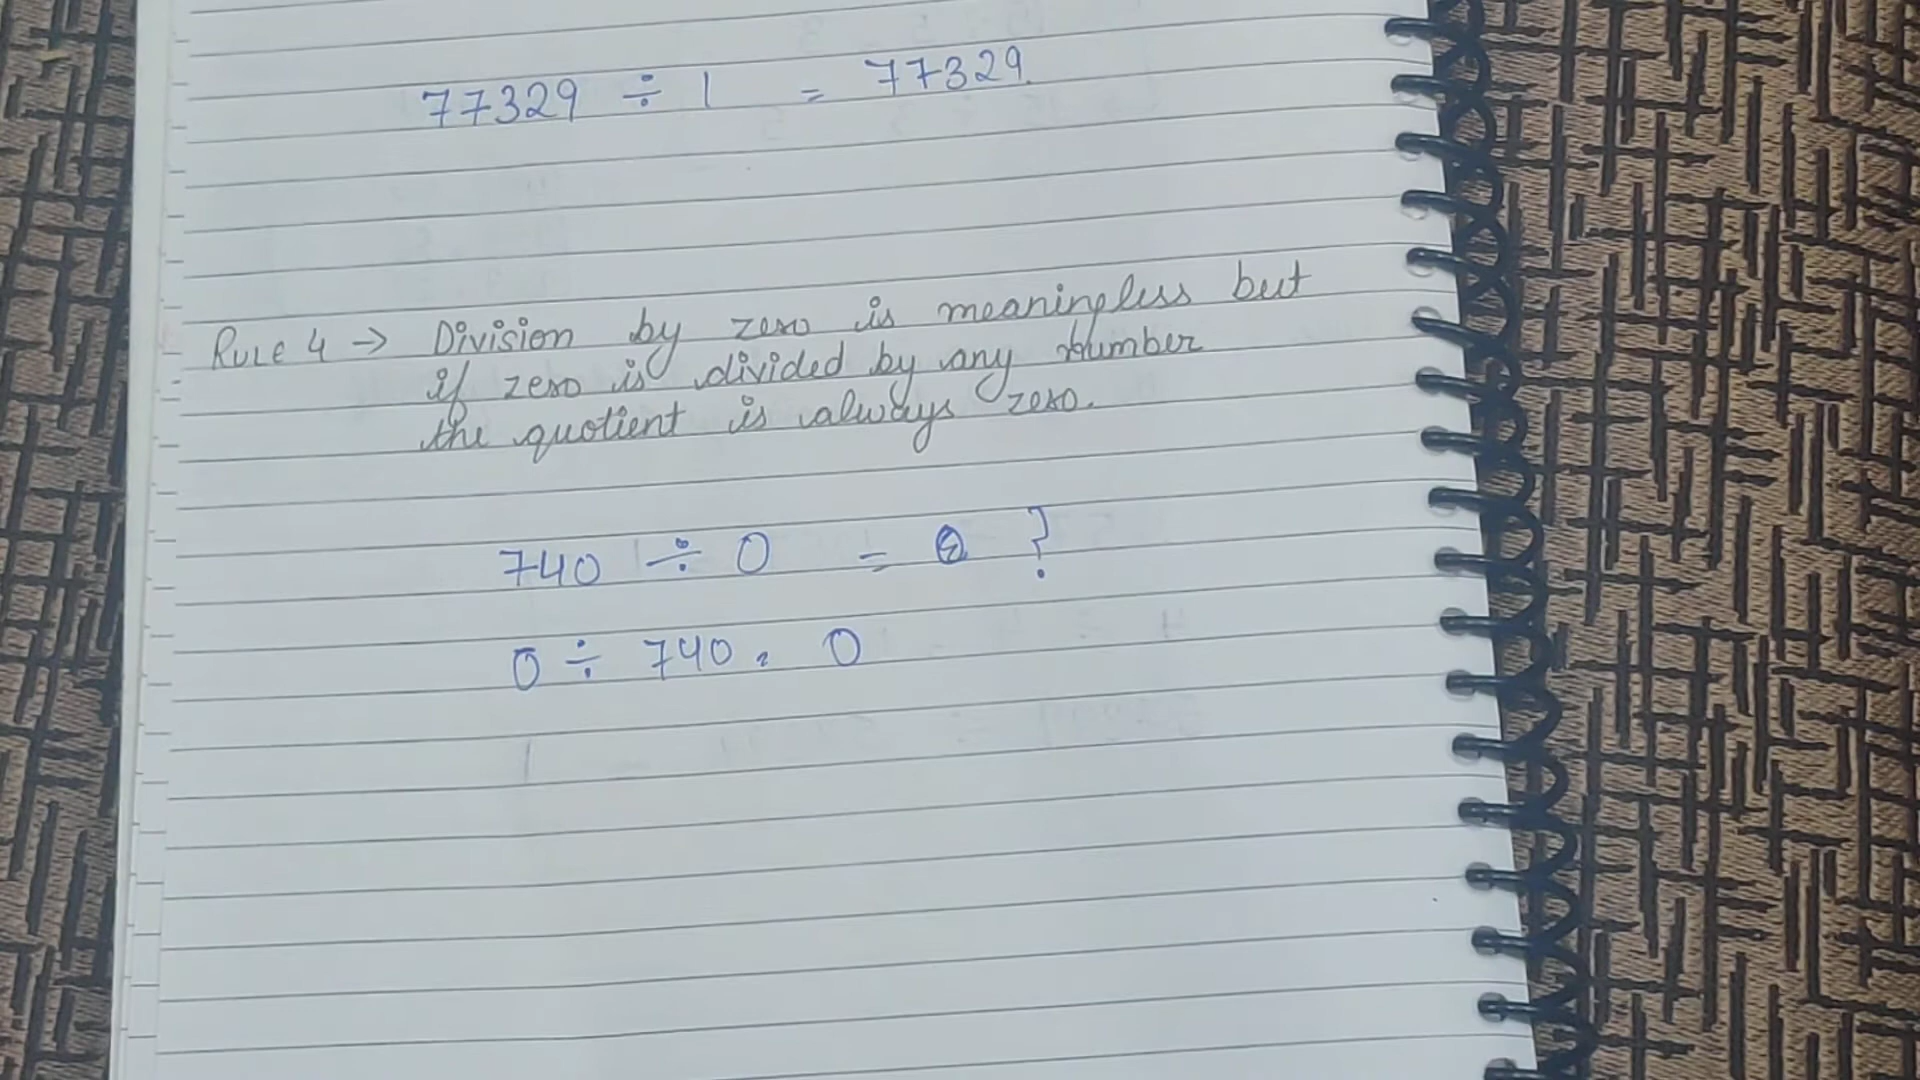 77329 ÷ 1 = 77329.
Rule 4 → Division by zero is meaningless but
if zero is divided by any number
the quotient is always zero.
740 ÷ 0 = ?
0 ÷ 740 = 0